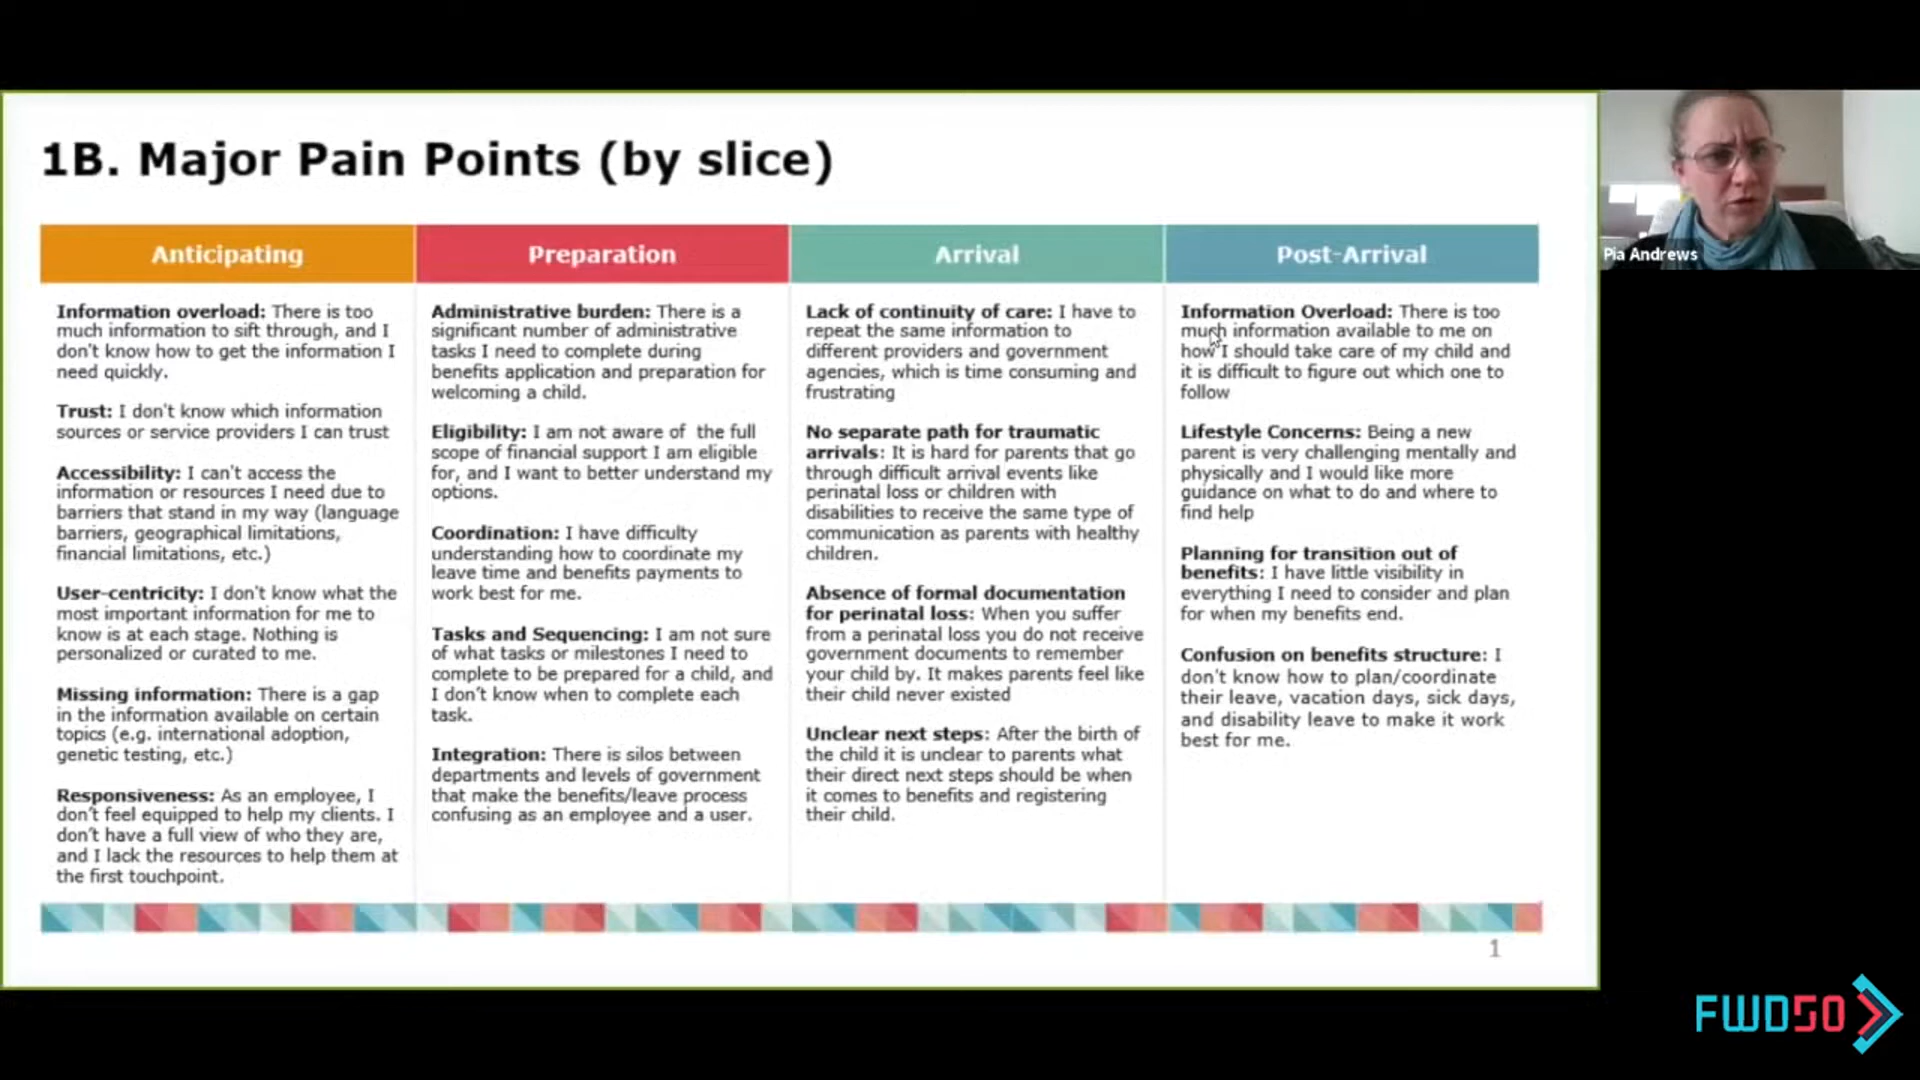 1B. Major Pain Points (by slice)
Anticipating
Information overload: There is too
much information to sift through, and I
don't know how to get the information I
need quickly.
Trust: I don't know which information
sources or service providers I can trust
Accessibility: I can't access the
information or resources I need due to
barriers that stand in my way (language
barriers, geographical limitations,
financial limitations, etc.)
User-centricity: I don't know what the
most important information for me to
know is at each stage. Nothing is
personalized or curated to me.
Missing information: There is a gap
in the information available on certain
topics (e.g. international adoption,
genetic testing, etc.)
Responsiveness: As an employee, I
don't feel equipped to help my clients. I
don't have a full view of who they are,
and I lack the resources to help them at
the first touchpoint.
Preparation
Administrative burden: There is a
significant number of administrative
tasks I need to complete during
benefits application and preparation for
welcoming a child.
Eligibility: I am not aware of the full
scope of financial support I am eligible
for, and I want to better understand my
options.
Coordination: I have difficulty
understanding how to coordinate my
leave time and benefits payments to
work best for me.
Tasks and Sequencing: I am not sure
of what tasks or milestones I need to
complete to be prepared for a child, and
I don't know when to complete each
task.
Integration: There is silos between
departments and levels of government
that make the benefits/leave process
confusing as an employee and a user.
Arrival
Lack of continuity of care: I have to
repeat the same information to
different providers and government
agencies, which is time consuming and
frustrating
No separate path for traumatic
arrivals: It is hard for parents that go
through difficult arrival events like
perinatal loss or children with
disabilities to receive the same type of
communication as parents with healthy
children.
Absence of formal documentation
for perinatal loss: When you suffer
from a perinatal loss you do not receive
government documents to remember
your child by. It makes parents feel like
their child never existed
Unclear next steps: After the birth of
the child it is unclear to parents what
their direct next steps should be when
it comes to benefits and registering
their child.
Post-Arrival
Information Overload: There is too
much information available to me on
how I should take care of my child and
it is difficult to figure out which one to
follow
Lifestyle Concerns: Being a new
parent is very challenging mentally and
physically and I would like more
guidance on what to do and where to
find help
Planning for transition out of
benefits: I have little visibility in
everything I need to consider and plan
for when my benefits end.
Confusion on benefits structure: I
don't know how to plan/coordinate
their leave, vacation days, sick days,
and disability leave to make it work
best for me.
1
Pia Andrews
FWD50